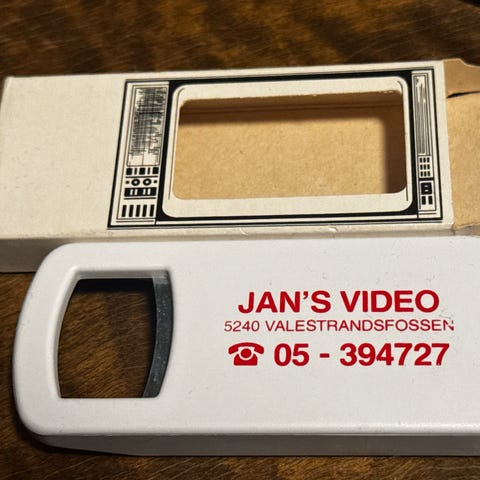 JAN'S VIDEO
5240 VALESTRANDSFOSSEN
☎ 05 - 394727